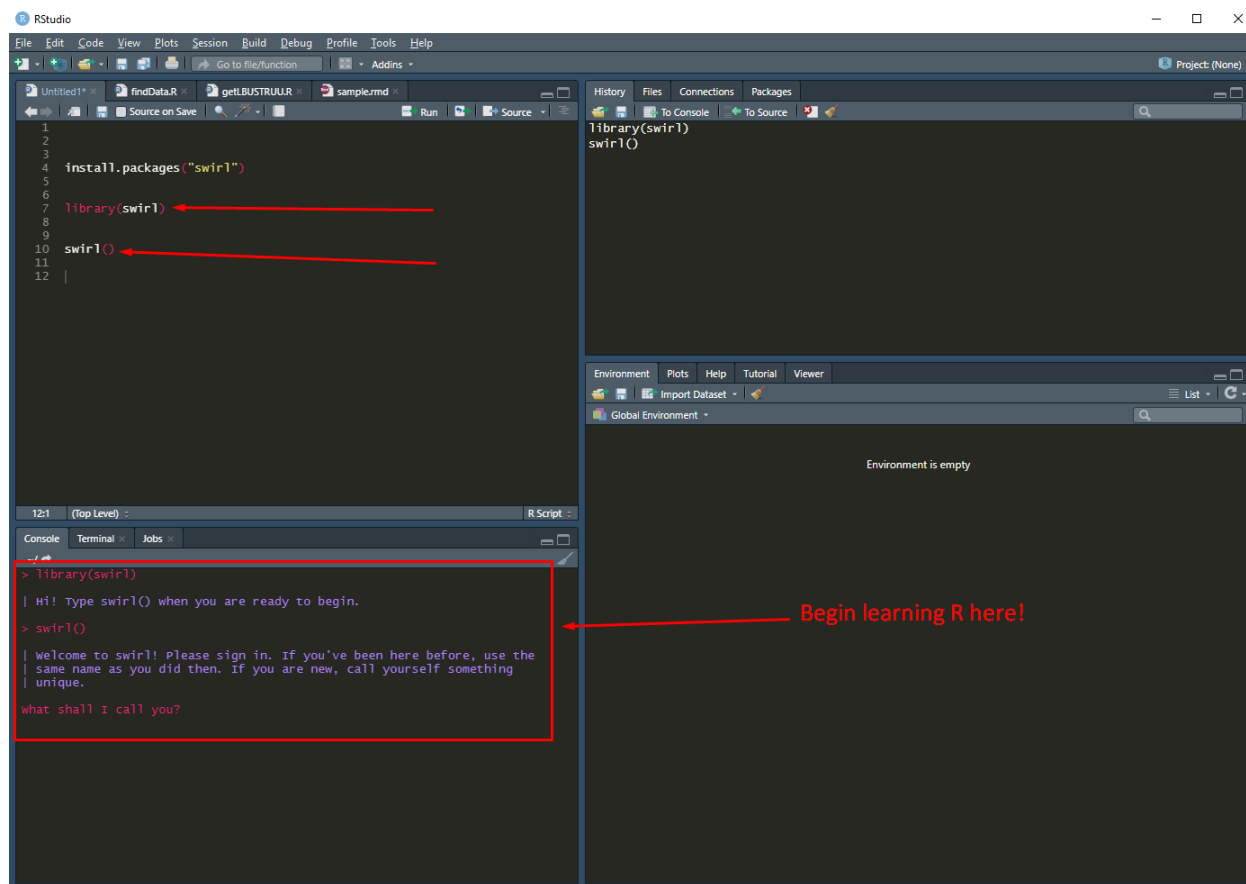 RStudio
File Edit Code View Plots Session Build Debug Profile Tools Help
Go to file/function Addins Project: (None)
Untitled1* findData.R getLBUSTRUU.R sample.rmd
Source on Save Run Source
1
2
3
4 install.packages("swirl")
5
6
7 library(swirl)
8
9
10 swirl()
11
12
12:1 (Top Level) R Script
Console Terminal Jobs
~/
> library(swirl)
| Hi! Type swirl() when you are ready to begin.
> swirl()
| Welcome to swirl! Please sign in. If you've been here before, use the
| same name as you did then. If you are new, call yourself something
| unique.
What shall I call you?
History Files Connections Packages
To Console To Source
library(swirl)
swirl()
Environment Plots Help Tutorial Viewer
Import Dataset List
Global Environment
Environment is empty
Begin learning R here!